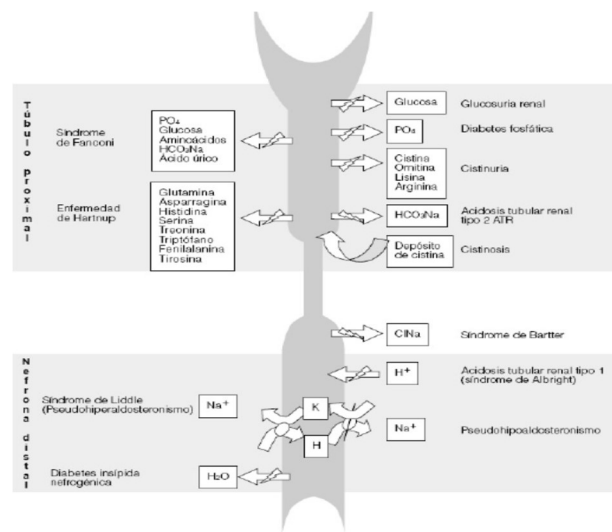 Túbulo proximal
Síndrome
de Fanconi
PO₄
Glucosa
Aminoácidos
HCO₃Na
Ácido úrico
Enfermedad
de Hartnup
Glutamina
Asparragina
Histidina
Serina
Treonina
Triptófano
Fenilalanina
Tirosina
Glucosa
Glucosuria renal
PO₄
Diabetes fosfática
Cistina
Ornitina
Lisina
Arginina
Cistinuria
HCO₃Na
Acidosis tubular renal
tipo 2 ATR
Depósito
de cistina
Cistinosis
ClNa
Síndrome de Bartter
Nefrona distal
H⁺
Acidosis tubular renal tipo 1
(síndrome de Albright)
Síndrome de Liddle
(Pseudohiperaldosteronismo)
Na⁺
K
H
Na⁺
Pseudohipoaldosteronismo
Diabetes insípida
nefrogénica
H₂O